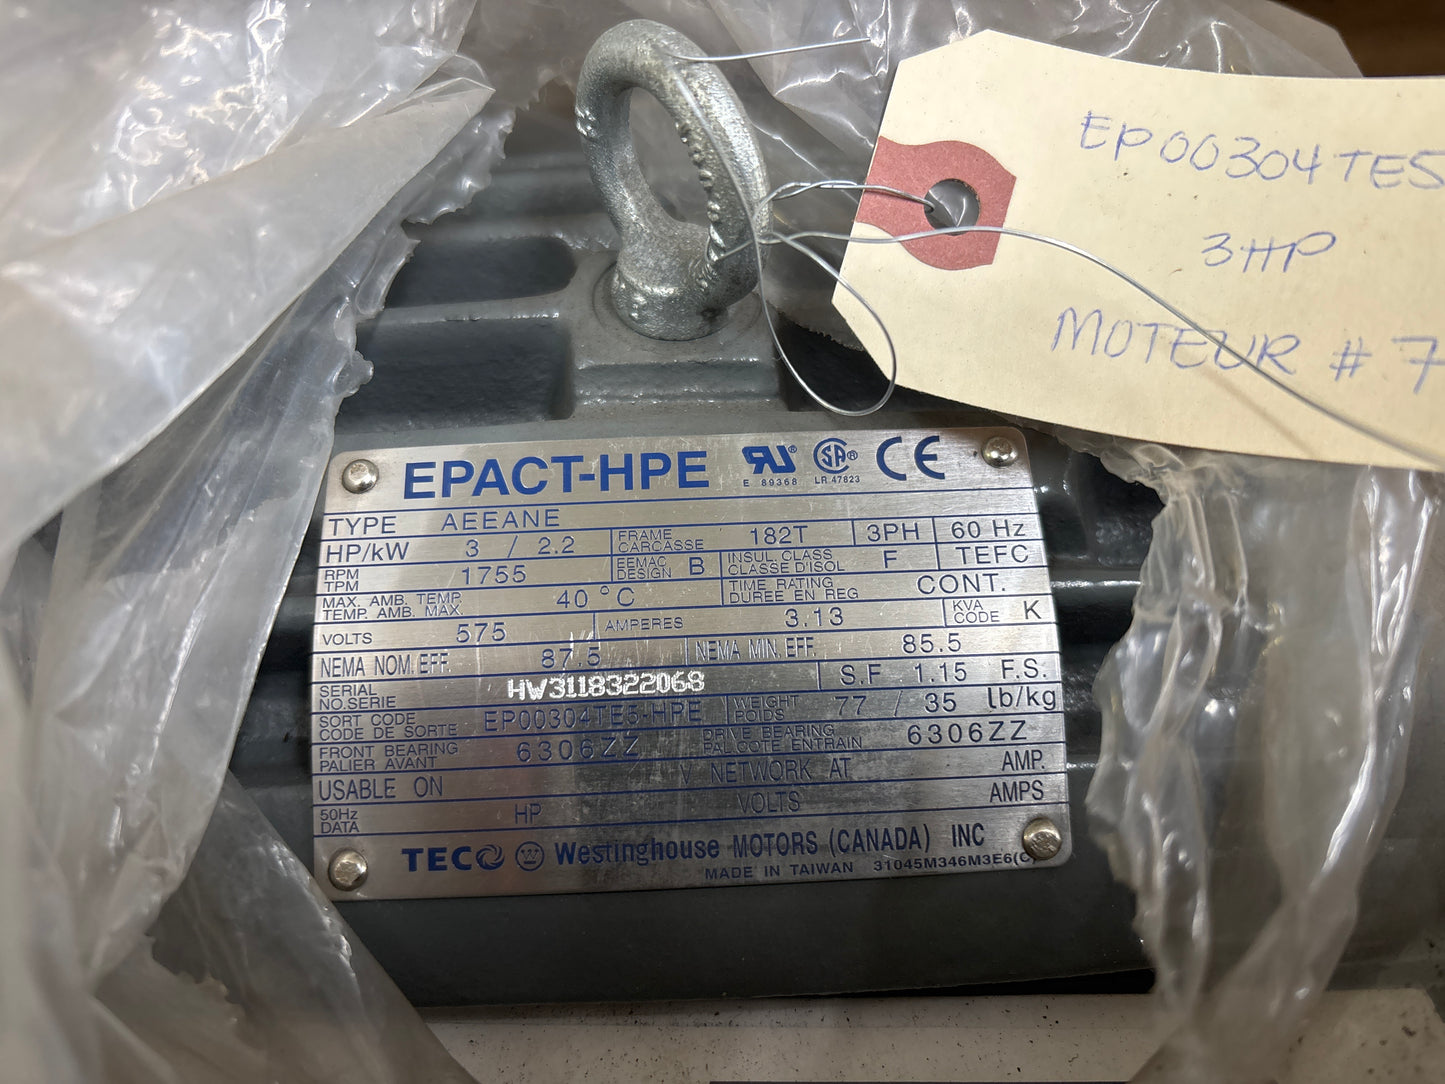 EP00304TE5
3HP
MOTEUR # 7
EPACT-HPE
E 89368 LR 47823
TYPE AEEANE
HP/kW 3 / 2.2 FRAME CARCASSE 182T 3PH 60 Hz
RPM TPM 1755 EEMAC DESIGN B INSUL. CLASS CLASSE D'ISOL F TEFC
MAX. AMB. TEMP. TEMP. AMB. MAX. 40°C TIME RATING DUREE EN REG CONT.
VOLTS 575 AMPERES 3.13 KVA CODE K
NEMA NOM. EFF. 87.5 NEMA MIN. EFF. 85.5
SERIAL NO.SERIE HW3118322068 S.F 1.15 F.S.
SORT CODE CODE DE SORTE EP00304TE5-HPE WEIGHT POIDS 77 / 35 lb/kg
FRONT BEARING PALIER AVANT 6306ZZ DRIVE BEARING PAL.COTE ENTRAIN. 6306ZZ
USABLE ON V NETWORK AT AMP.
50Hz DATA HP VOLTS AMPS
TECO W Westinghouse MOTORS (CANADA) INC
MADE IN TAIWAN 31045M346M3E6(C)